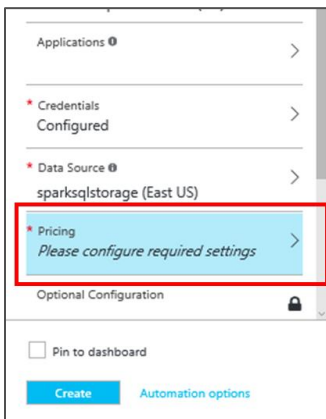 Applications
* Credentials
Configured
* Data Source
sparksqlstorage (East US)
* Pricing
Please configure required settings
Optional Configuration
Pin to dashboard
Create Automation options